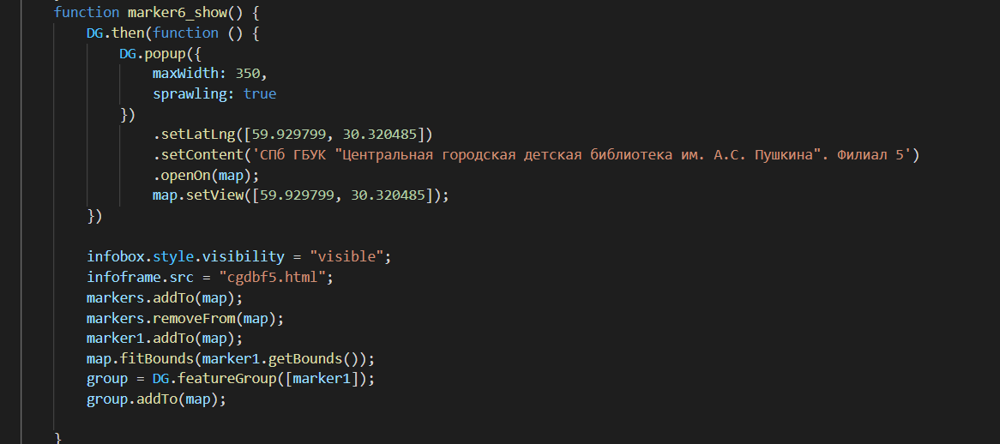 function marker6_show() {
DG.then(function () {
DG.popup({
maxWidth: 350,
sprawling: true
})
.setLatLng([59.929799, 30.320485])
.setContent('СПб ГБУК "Центральная городская детская библиотека им. А.С. Пушкина". Филиал 5')
.openOn(map);
map.setView([59.929799, 30.320485]);
})
infobox.style.visibility = "visible";
infoframe.src = "cgdbf5.html";
markers.addTo(map);
markers.removeFrom(map);
marker1.addTo(map);
map.fitBounds(marker1.getBounds());
group = DG.featureGroup([marker1]);
group.addTo(map);
}